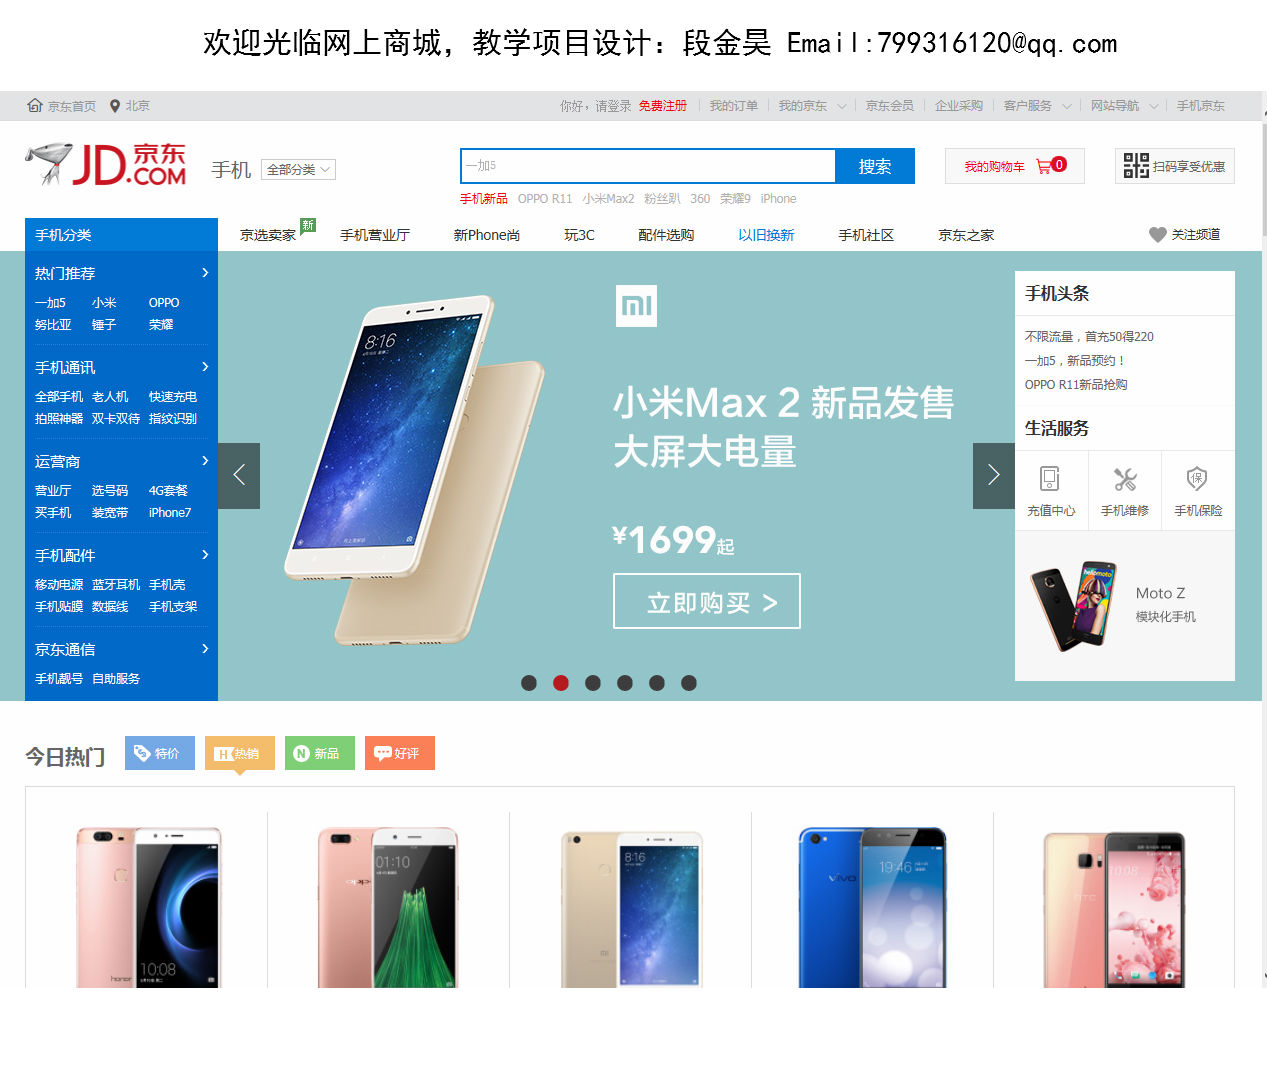 欢迎光临网上商城，教学项目设计：段金昊 Email:799316120@qq.com
京东首页 北京 你好，请登录 免费注册 我的订单 我的京东 京东会员 企业采购 客户服务 网站导航 手机京东
JD.京东.COM 手机 全部分类 一加5 搜索 我的购物车 0 扫码享受优惠
手机新品 OPPO R11 小米Max2 粉丝趴 360 荣耀9 iPhone
手机分类 京选卖家 新 手机营业厅 新Phone尚 玩3C 配件选购 以旧换新 手机社区 京东之家 关注频道
热门推荐 >
一加5 小米 OPPO
努比亚 锤子 荣耀
手机通讯 >
全部手机 老人机 快速充电
拍照神器 双卡双待 指纹识别
运营商 >
营业厅 选号码 4G套餐
买手机 装宽带 iPhone7
手机配件 >
移动电源 蓝牙耳机 手机壳
手机贴膜 数据线 手机支架
京东通信 >
手机靓号 自助服务
8:16
mi
小米Max 2 新品发售
大屏大电量
¥1699起
立即购买 >
手机头条
不限流量，首充50得220
一加5，新品预约！
OPPO R11新品抢购
生活服务
保
充值中心 手机维修 手机保险
hellomoto
Moto Z
模块化手机
今日热门 特价 H 热销 N 新品 好评
honor 10:08
01:10 oppo
8:16 mi
vivo 19:46
hTC 10:08